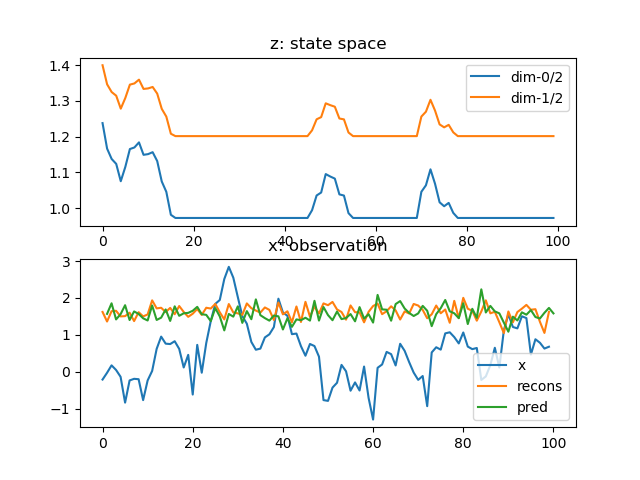 z: state space
1.4
1.3
1.2
1.1
1.0
dim-0/2
dim-1/2
0 20 40 60 80 100
x: observation
3
2
1
0
−1
x
recons
pred
0 20 40 60 80 100